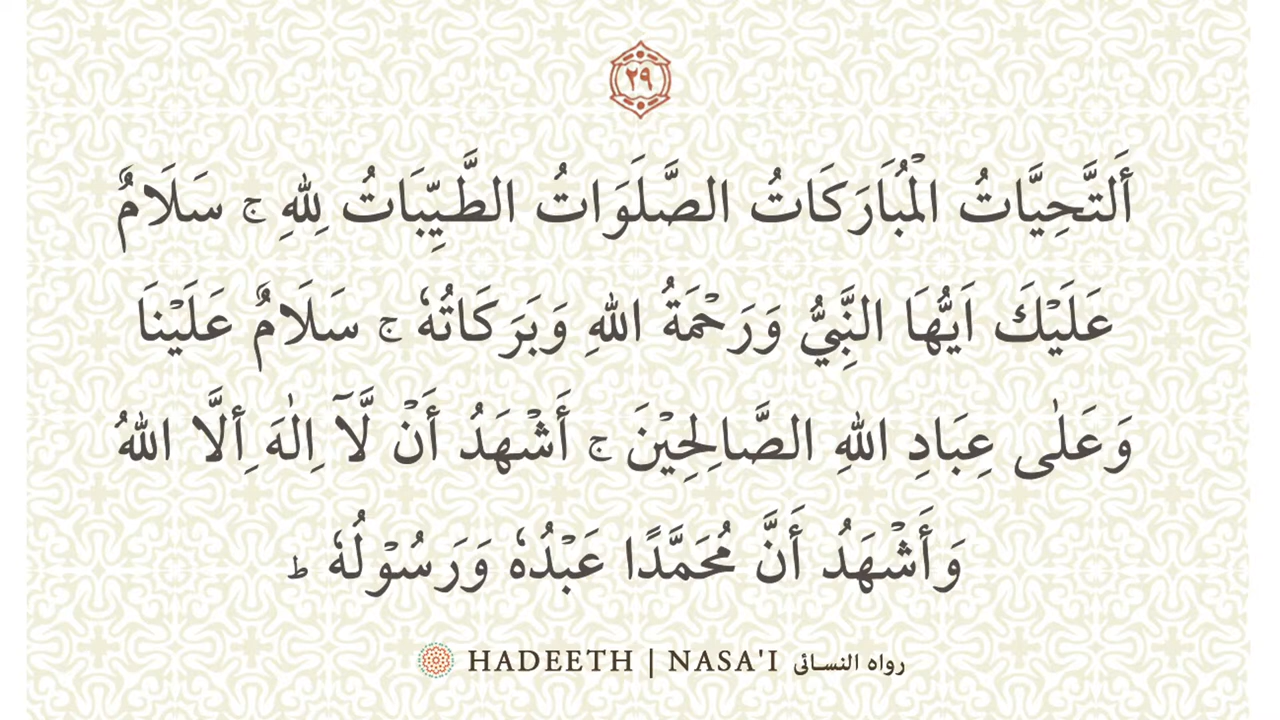 ٢٩
أَلتَّحِيَّاتُ الْمُبَارَكَاتُ الصَّلَوَاتُ الطَّيِّبَاتُ لِلهِ ج سَلَامٌ
عَلَيْكَ اَيُّهَا النَّبِيُّ وَرَحْمَةُ اللهِ وَبَرَكَاتُهٗ ج سَلَامٌ عَلَيْنَا
وَعَلٰى عِبَادِ اللهِ الصَّالِحِيْنَ ج أَشْهَدُ أَنْ لَّآ اِلٰهَ اِلَّا اللهُ
وَأَشْهَدُ أَنَّ مُحَمَّدًا عَبْدُهٗ وَرَسُوْلُهٗ ط
HADEETH | NASA'I رواه النسائى